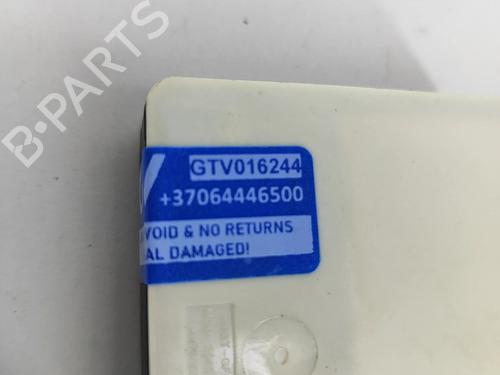 B-PARTS
GTV016244
+37064446500
VOID & NO RETURNS
AL DAMAGED!